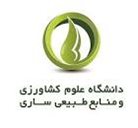 دانشگاه علوم کشاورزی
و منابع طبیعی ساری